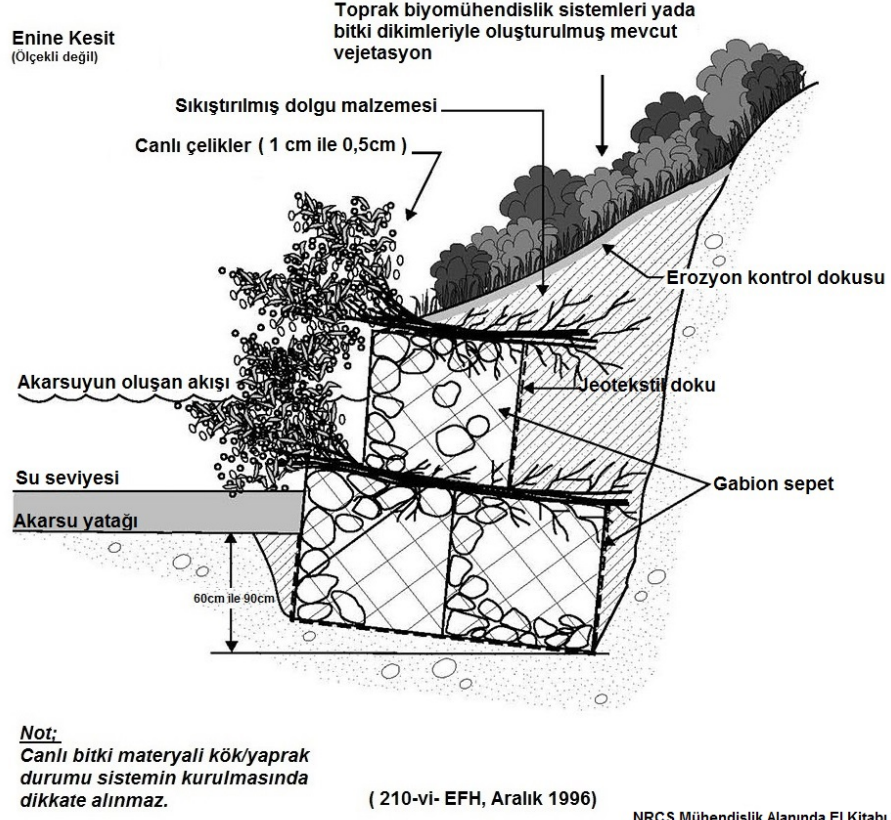 Toprak biyomühendislik sistemleri yada
bitki dikimleriyle oluşturulmuş mevcut
vejetasyon
Enine Kesit
(Ölçekli değil)
Sıkıştırılmış dolgu malzemesi
Canlı çelikler ( 1 cm ile 0,5cm )
Erozyon kontrol dokusu
Akarsuyun oluşan akışı
Jeotekstil doku
Su seviyesi
Gabion sepet
Akarsu yatağı
60cm ile 90cm
Not;
Canlı bitki materyali kök/yaprak
durumu sistemin kurulmasında
dikkate alınmaz.
( 210-vi- EFH, Aralık 1996)
NRCS Mühendislik Alanında El Kitabı